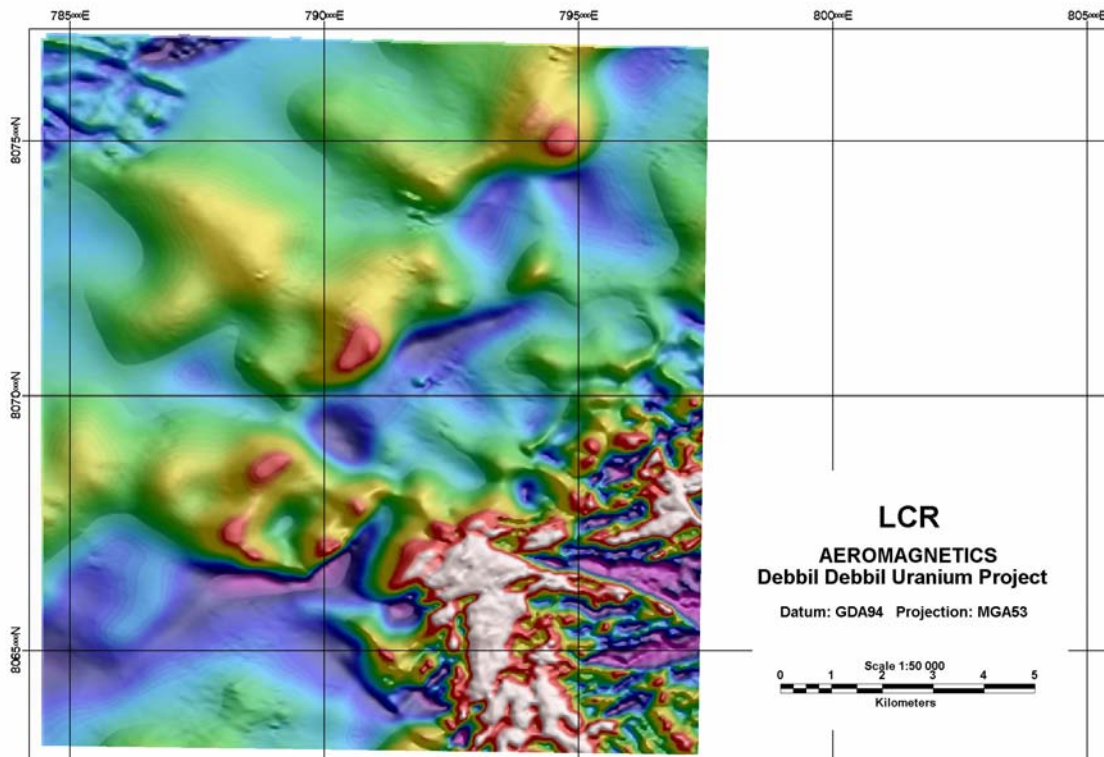 785000E 790000E 795000E 800000E 805000E
8075000N
8070000N
8065000N
LCR
AEROMAGNETICS
Debbil Debbil Uranium Project
Datum: GDA94 Projection: MGA53
Scale 1:50 000
0 1 2 3 4 5
Kilometers